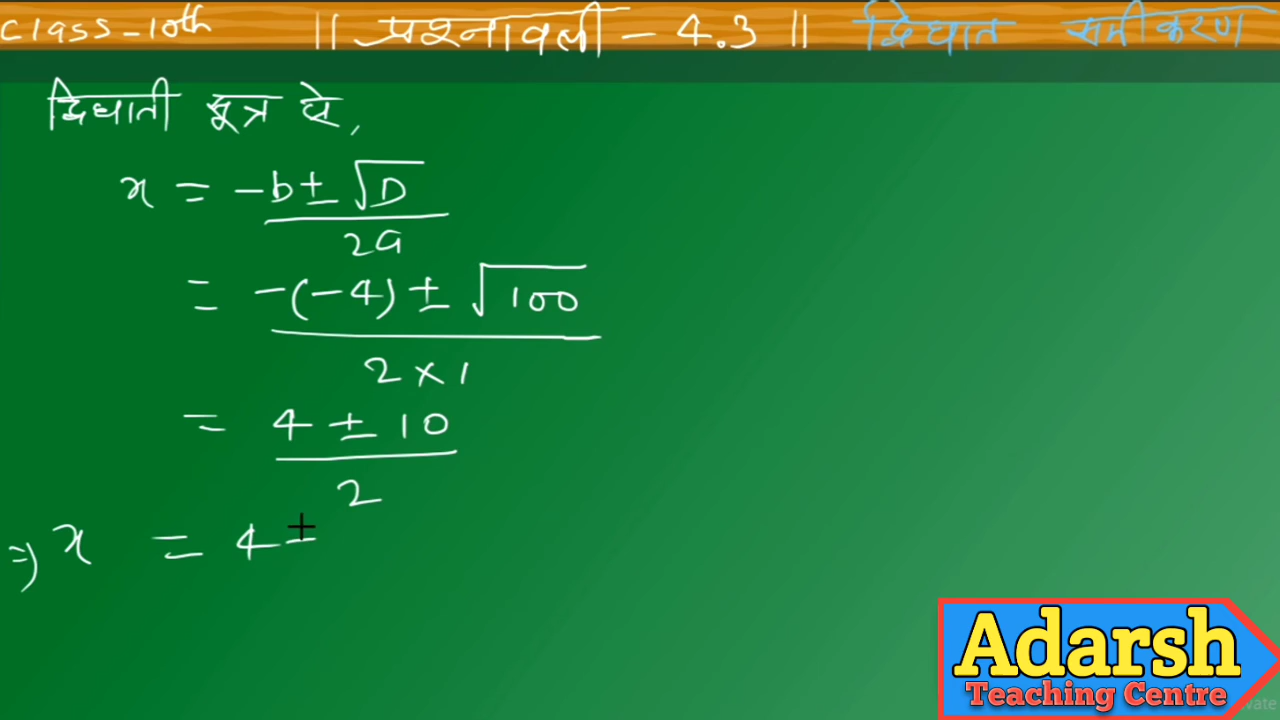 class-10th || प्रश्नावली - 4.3 || द्विघात समीकरण
द्विघाती सूत्र से,
x = -b ± √D
2a
= -(-4) ± √100
2 × 1
= 4 ± 10
2
⇒ x = 4 ±
Adarsh
Teaching Centre